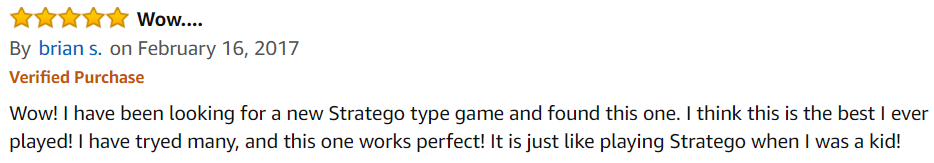 Wow....
By brian s. on February 16, 2017
Verified Purchase
Wow! I have been looking for a new Stratego type game and found this one. I think this is the best I ever
played! I have tryed many, and this one works perfect! It is just like playing Stratego when I was a kid!